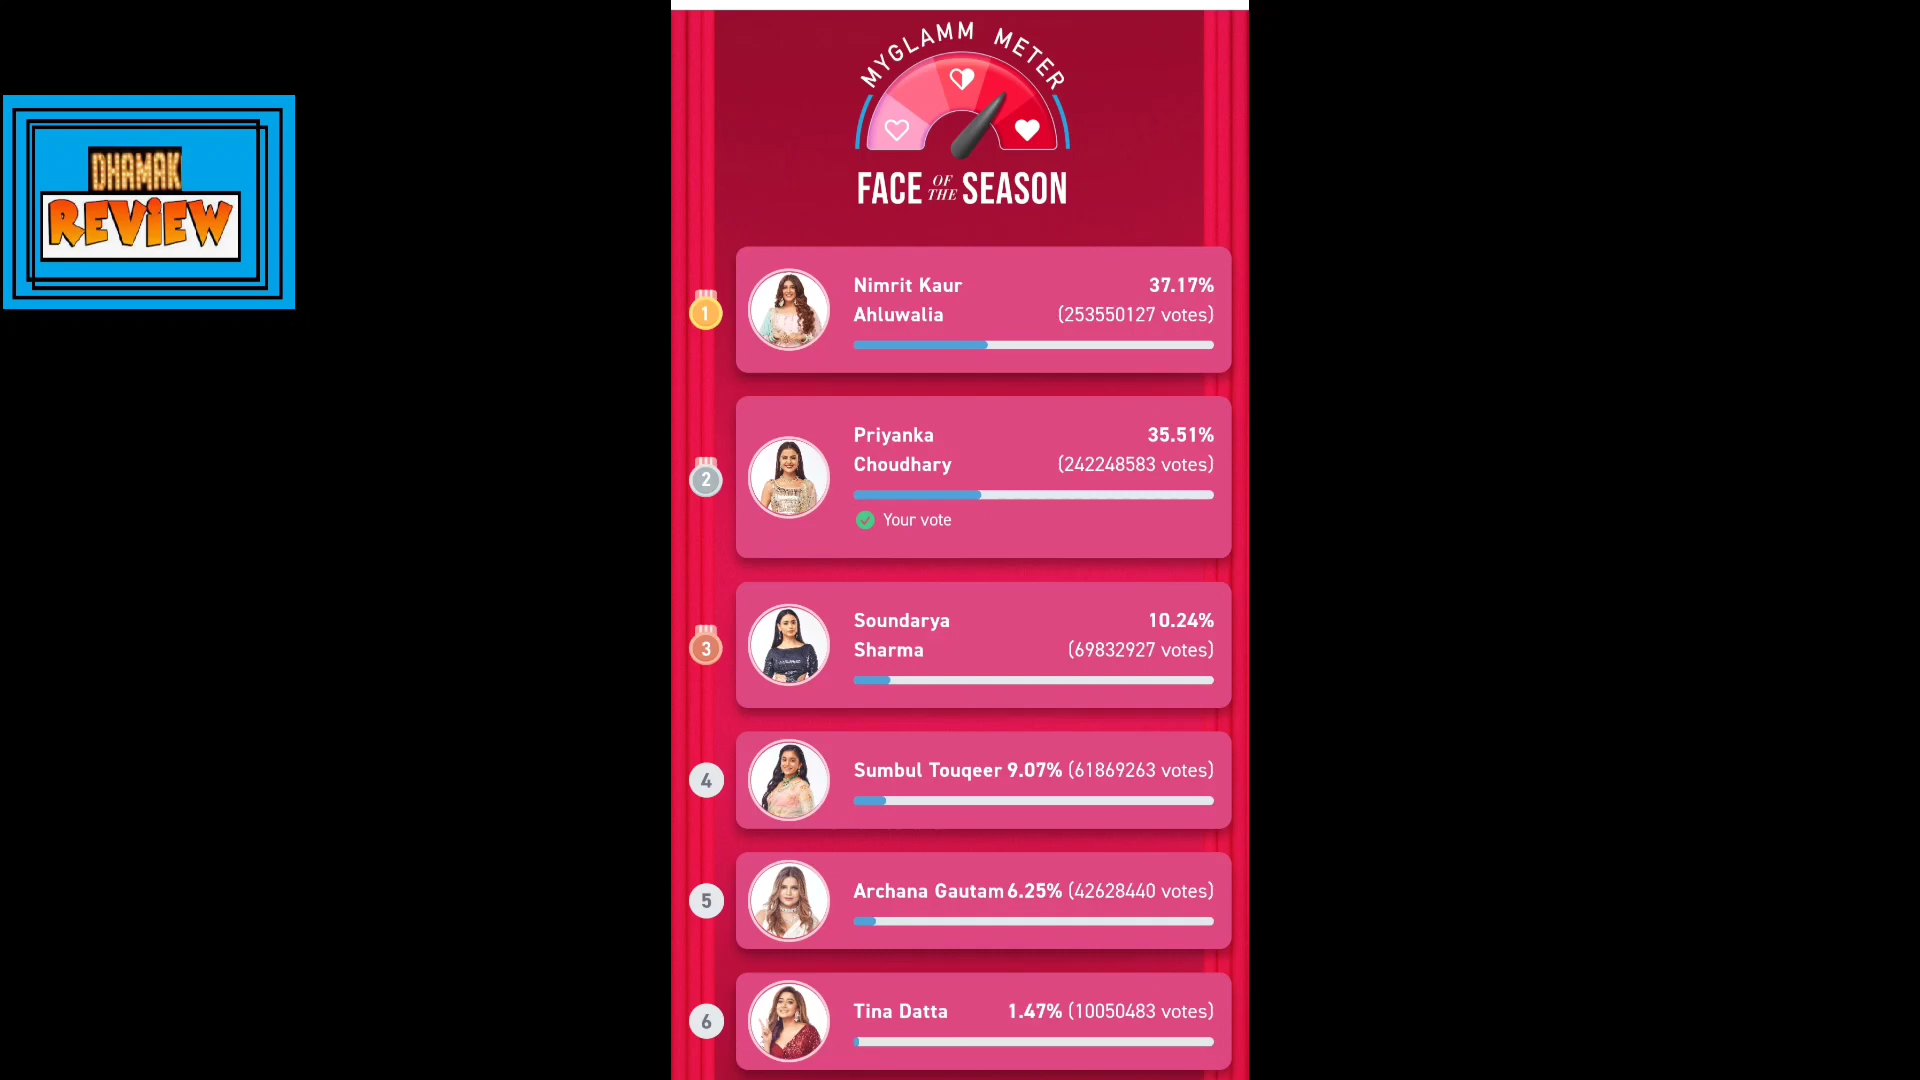 DHAMAK
REVIEW
MYGLAMM METER
FACE OF THE SEASON
1
Nimrit Kaur 37.17%
Ahluwalia (253550127 votes)
2
Priyanka 35.51%
Choudhary (242248583 votes)
Your vote
3
Soundarya 10.24%
Sharma (69832927 votes)
4
Sumbul Touqeer 9.07% (61869263 votes)
5
Archana Gautam 6.25% (42628440 votes)
6
Tina Datta 1.47% (10050483 votes)